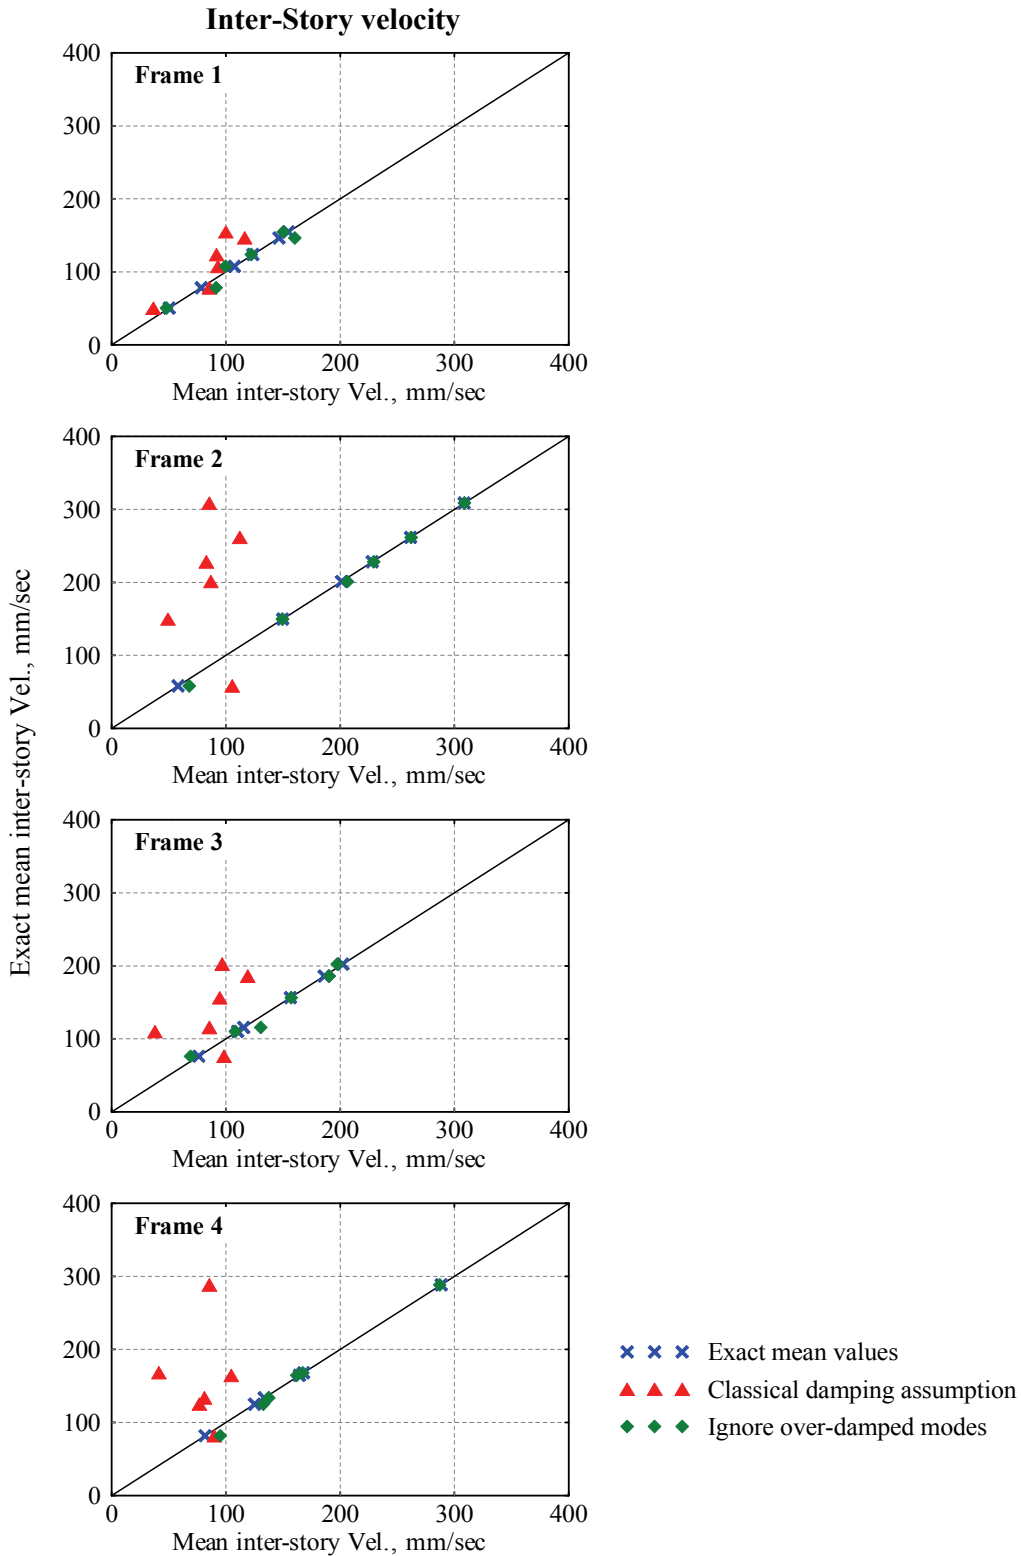 Inter-Story velocity
Exact mean inter-story Vel., mm/sec
Frame 1
400
300
200
100
0
0 100 200 300 400
Mean inter-story Vel., mm/sec
Frame 2
400
300
200
100
0
0 100 200 300 400
Mean inter-story Vel., mm/sec
Frame 3
400
300
200
100
0
0 100 200 300 400
Mean inter-story Vel., mm/sec
Frame 4
400
300
200
100
0
0 100 200 300 400
Mean inter-story Vel., mm/sec
Exact mean values
Classical damping assumption
Ignore over-damped modes